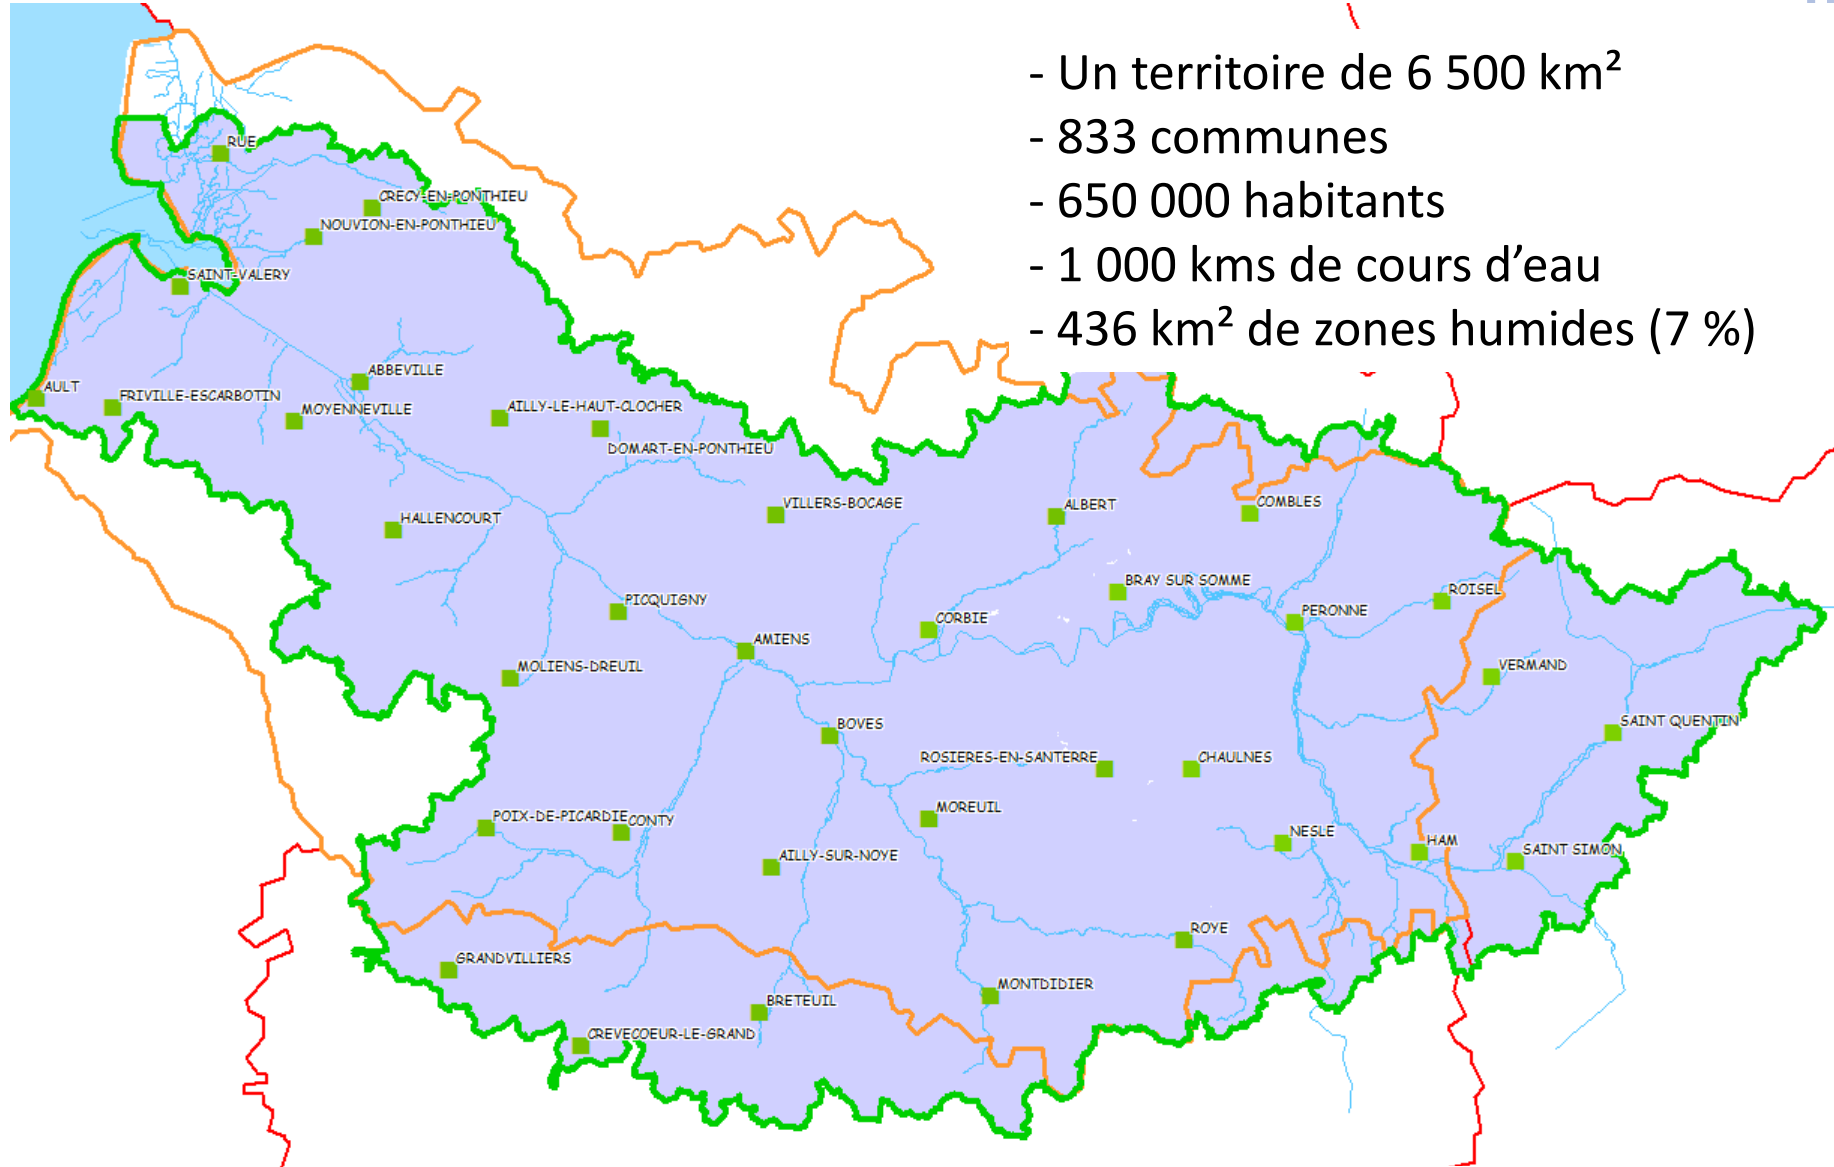 - Un territoire de 6 500 km²
- 833 communes
- 650 000 habitants
- 1 000 kms de cours d’eau
- 436 km² de zones humides (7 %)
RUE
CRECY-EN-PONTHIEU
NOUVION-EN-PONTHIEU
SAINT-VALERY
ABBEVILLE
AULT
FRIVILLE-ESCARBOTIN
MOYENNEVILLE
AILLY-LE-HAUT-CLOCHER
DOMART-EN-PONTHIEU
VILLERS-BOCAGE
ALBERT
COMBLES
HALLENCOURT
BRAY SUR SOMME
ROISEL
PICQUIGNY
PERONNE
CORBIE
AMIENS
MOLIENS-DREUIL
VERMAND
BOVES
SAINT QUENTIN
ROSIERES-EN-SANTERRE
CHAULNES
MOREUIL
POIX-DE-PICARDIE
CONTY
NESLE
HAM
SAINT SIMON
AILLY-SUR-NOYE
ROYE
GRANDVILLIERS
MONTDIDIER
BRETEUIL
CREVECOEUR-LE-GRAND